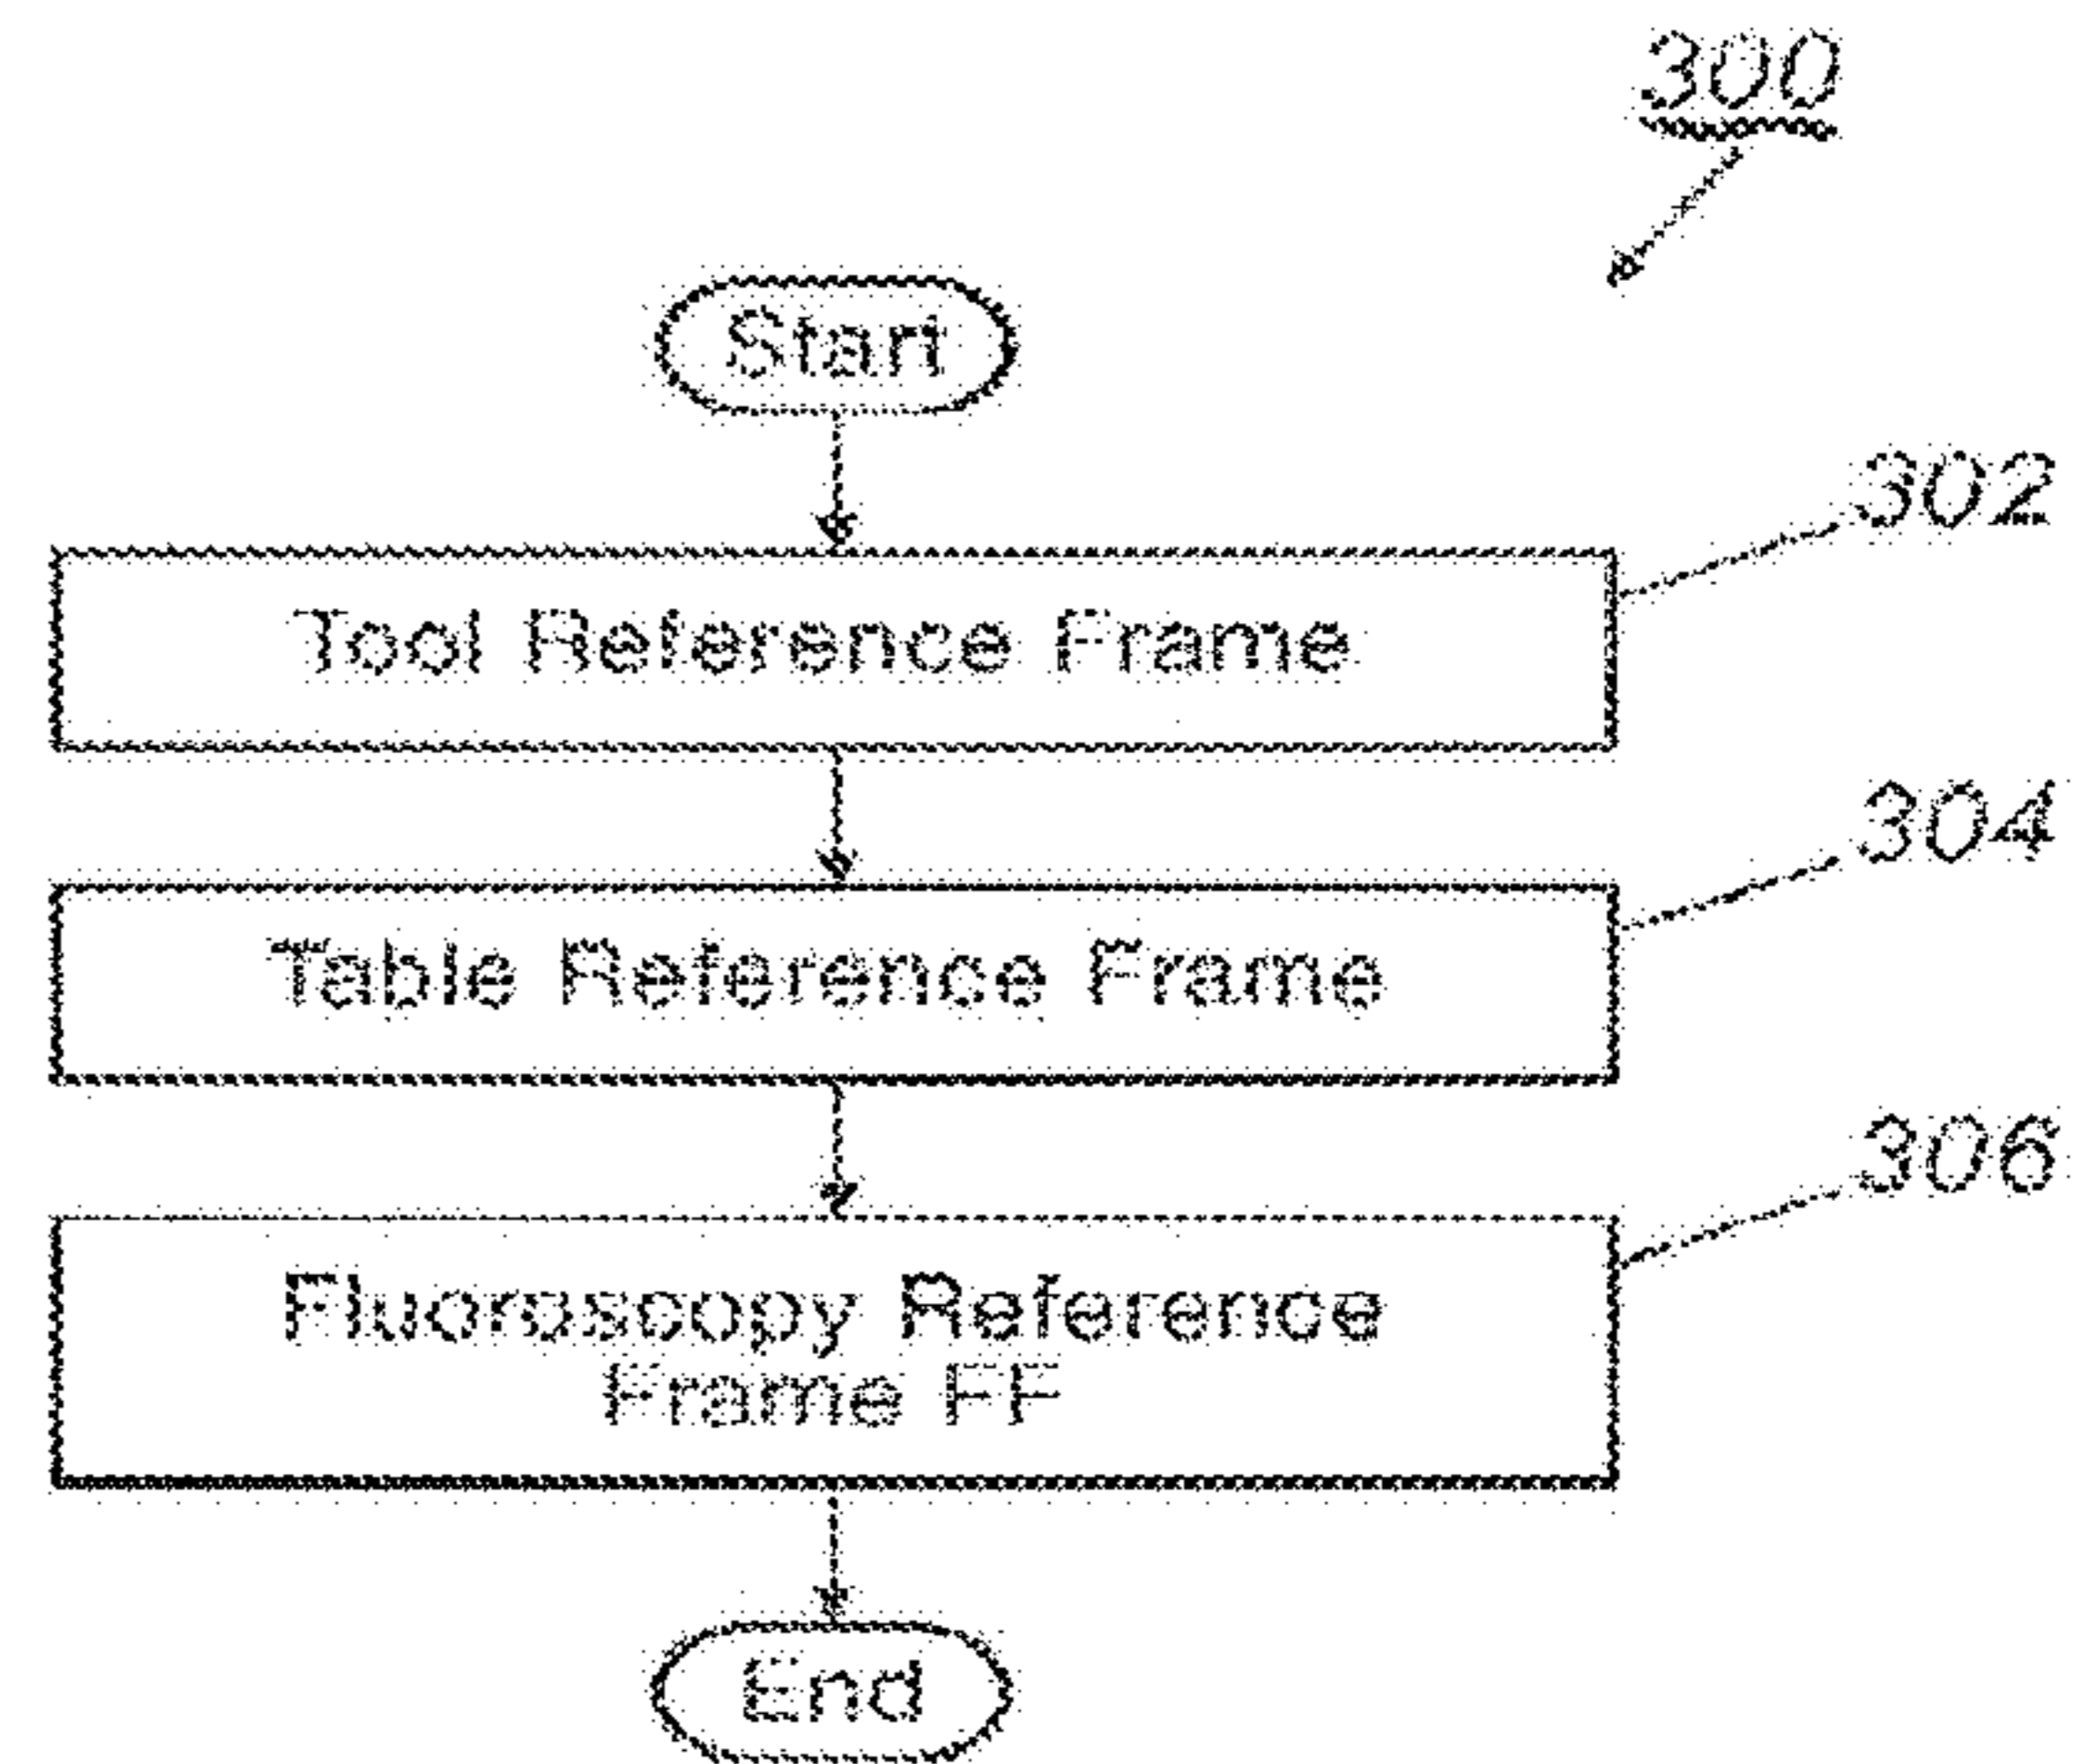 300
Start
302
Tool Reference Frame
304
Table Reference Frame
306
Fluoroscopy Reference
Frame FF
End